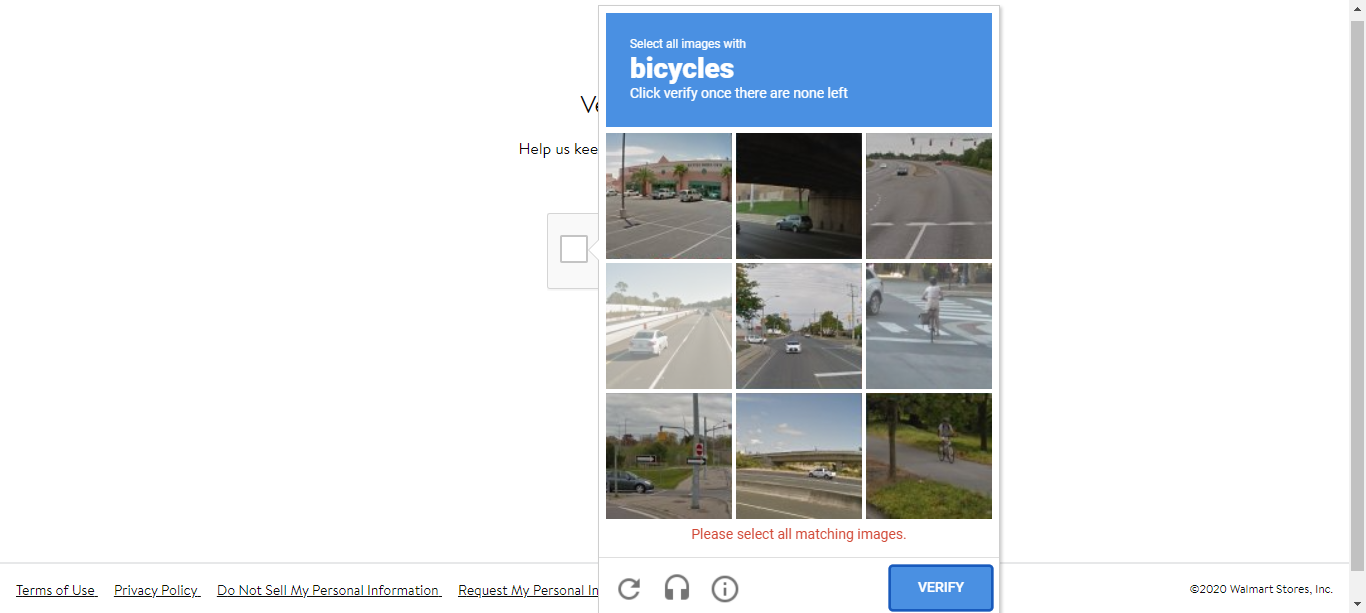 Select all images with
bicycles
Click verify once there are none left
Help us kee
Please select all matching images.
VERIFY
Terms of Use
Privacy Policy
Do Not Sell My Personal Information
Request My Personal In
©2020 Walmart Stores, Inc.